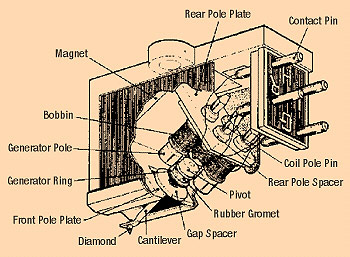 Rear Pole Plate
Contact Pin
Magnet
Bobbin
Generator Pole
Generator Ring
Front Pole Plate
Diamond
Cantilever
Gap Spacer
Rubber Gromet
Pivot
Rear Pole Spacer
Coil Pole Pin